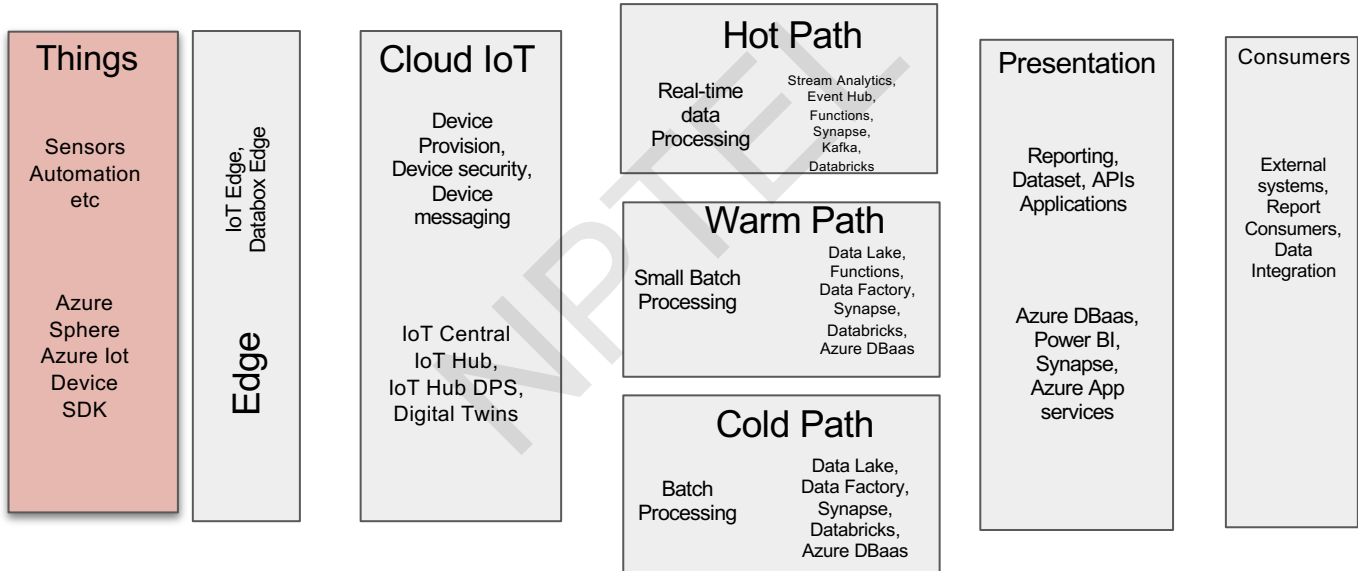 Things
Sensors
Automation
etc
Azure
Sphere
Azure Iot
Device
SDK
IoT Edge,
Databox Edge
Edge
Cloud IoT
Device
Provision,
Device security,
Device
messaging
IoT Central
IoT Hub,
IoT Hub DPS,
Digital Twins
Hot Path
Real-time
data
Processing
Stream Analytics,
Event Hub,
Functions,
Synapse,
Kafka,
Databricks
Warm Path
Small Batch
Processing
Data Lake,
Functions,
Data Factory,
Synapse,
Databricks,
Azure DBaas
Cold Path
Batch
Processing
Data Lake,
Data Factory,
Synapse,
Databricks,
Azure DBaas
Presentation
Reporting,
Dataset, APIs
Applications
Azure DBaas,
Power BI,
Synapse,
Azure App
services
Consumers
External
systems,
Report
Consumers,
Data
Integration
NPTEL